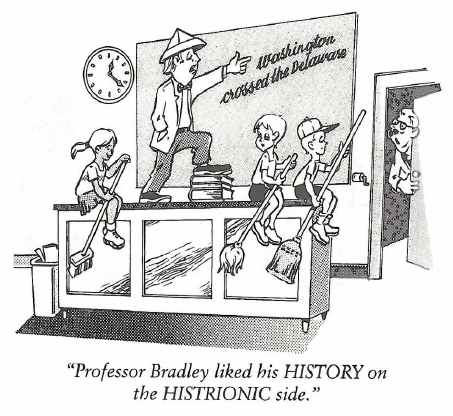 Washington
crossed the Delaware
"Professor Bradley liked his HISTORY on
the HISTRIONIC side."